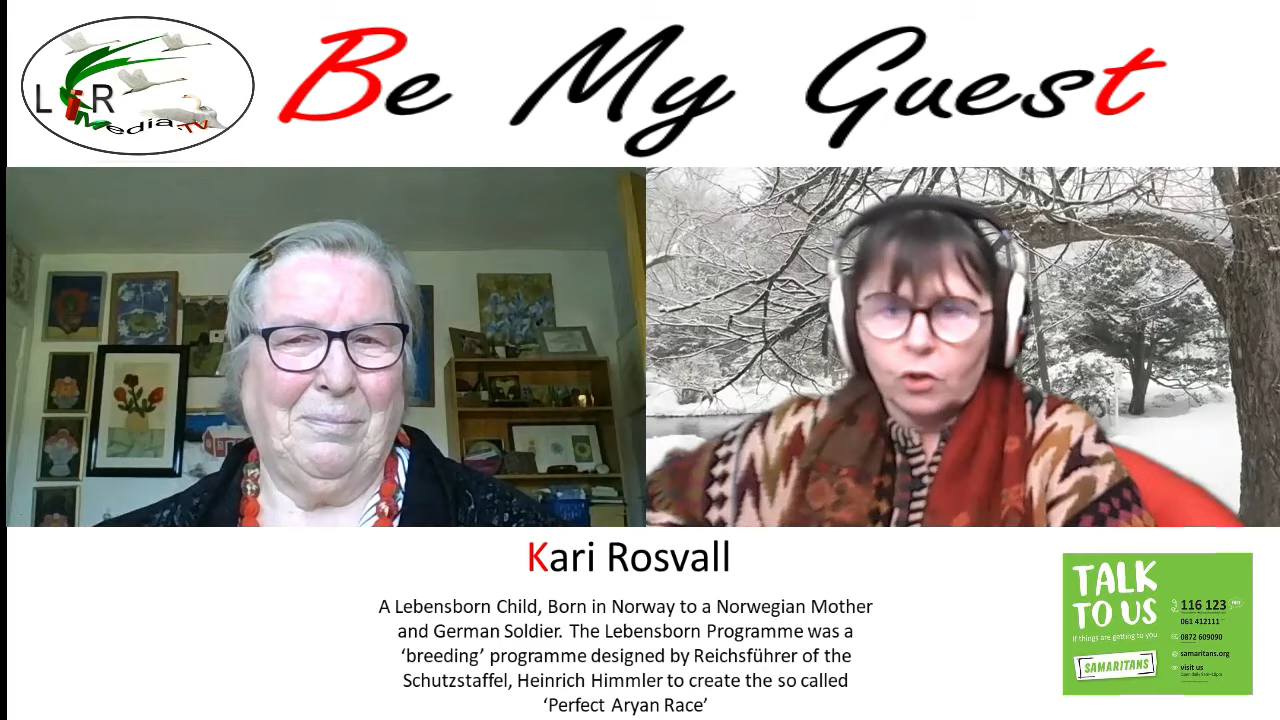 Be My Guest
L i R
Media TV
Kari Rosvall
A Lebensborn Child, Born in Norway to a Norwegian Mother
and German Soldier. The Lebensborn Programme was a
‘breeding’ programme designed by Reichsführer of the
Schutzstaffel, Heinrich Himmler to create the so called
‘Perfect Aryan Race’
TALK
TO US
If things are getting to you
SAMARITANS
116 123
061 412111
0872 609090
samaritans.org
visit us